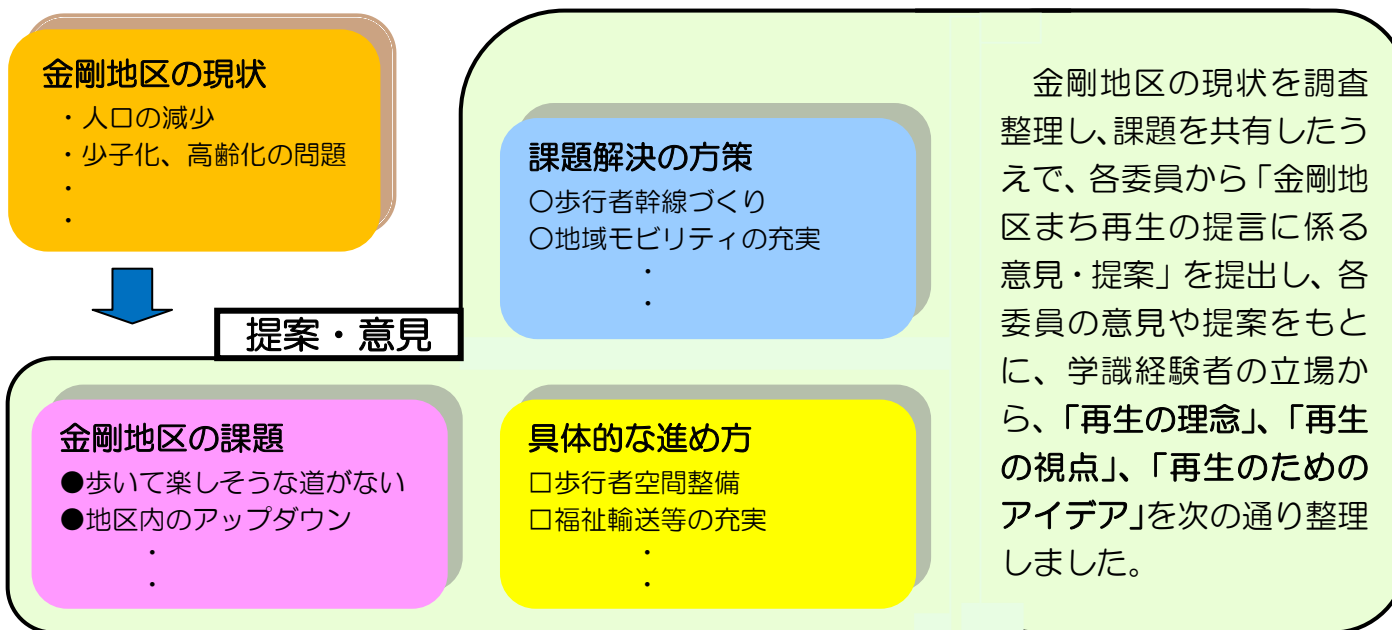 金剛地区の現状
・人口の減少
・少子化、高齢化の問題
・
・
提案・意見
金剛地区の課題
●歩いて楽しそうな道がない
●地区内のアップダウン
・
・
課題解決の方策
○歩行者幹線づくり
○地域モビリティの充実
・
・
具体的な進め方
□歩行者空間整備
□福祉輸送等の充実
・
・
金剛地区の現状を調査
整理し、課題を共有したう
えで、各委員から「金剛地
区まち再生の提言に係る
意見・提案」を提出し、各
委員の意見や提案をもと
に、学識経験者の立場か
ら、「再生の理念」、「再生
の視点」、「再生のための
アイデア」を次の通り整理
しました。